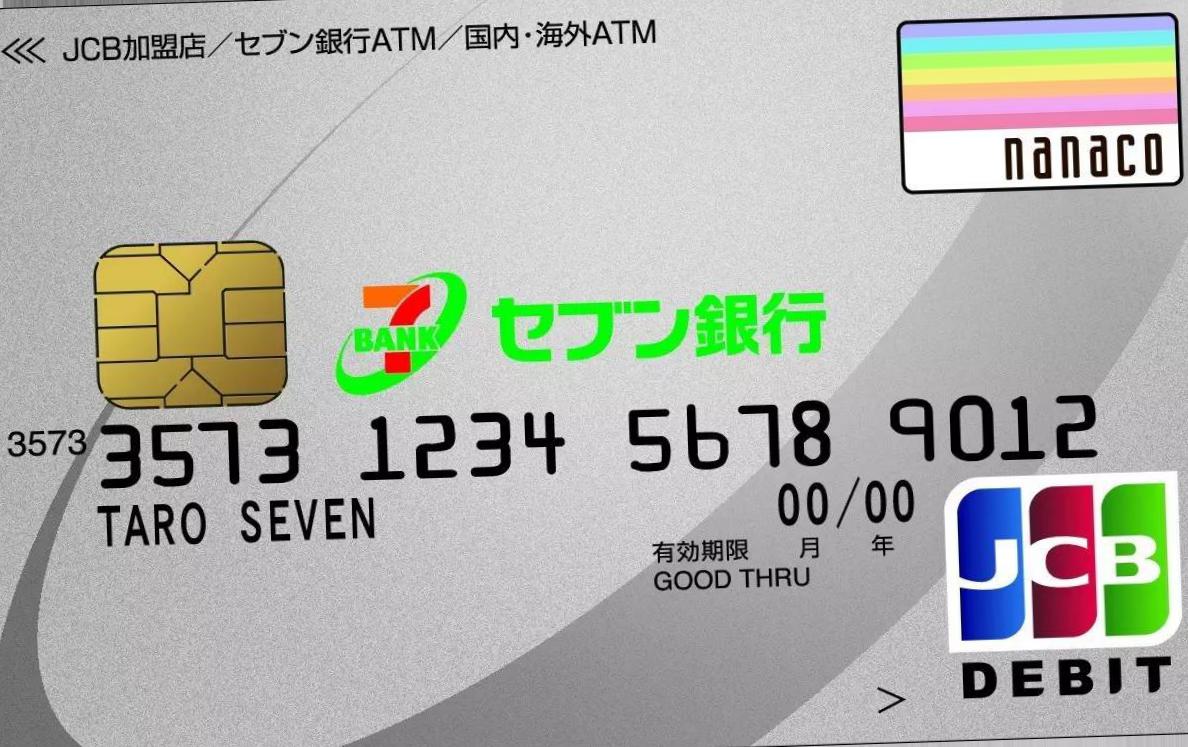 JCB加盟店／セブン銀行ATM／国内・海外ATM
nanaco
7
BANK
セブン銀行
3573
3573 1234 5678 9012
TARO SEVEN
00/00
有効期限 月 年
GOOD THRU
JCB
DEBIT